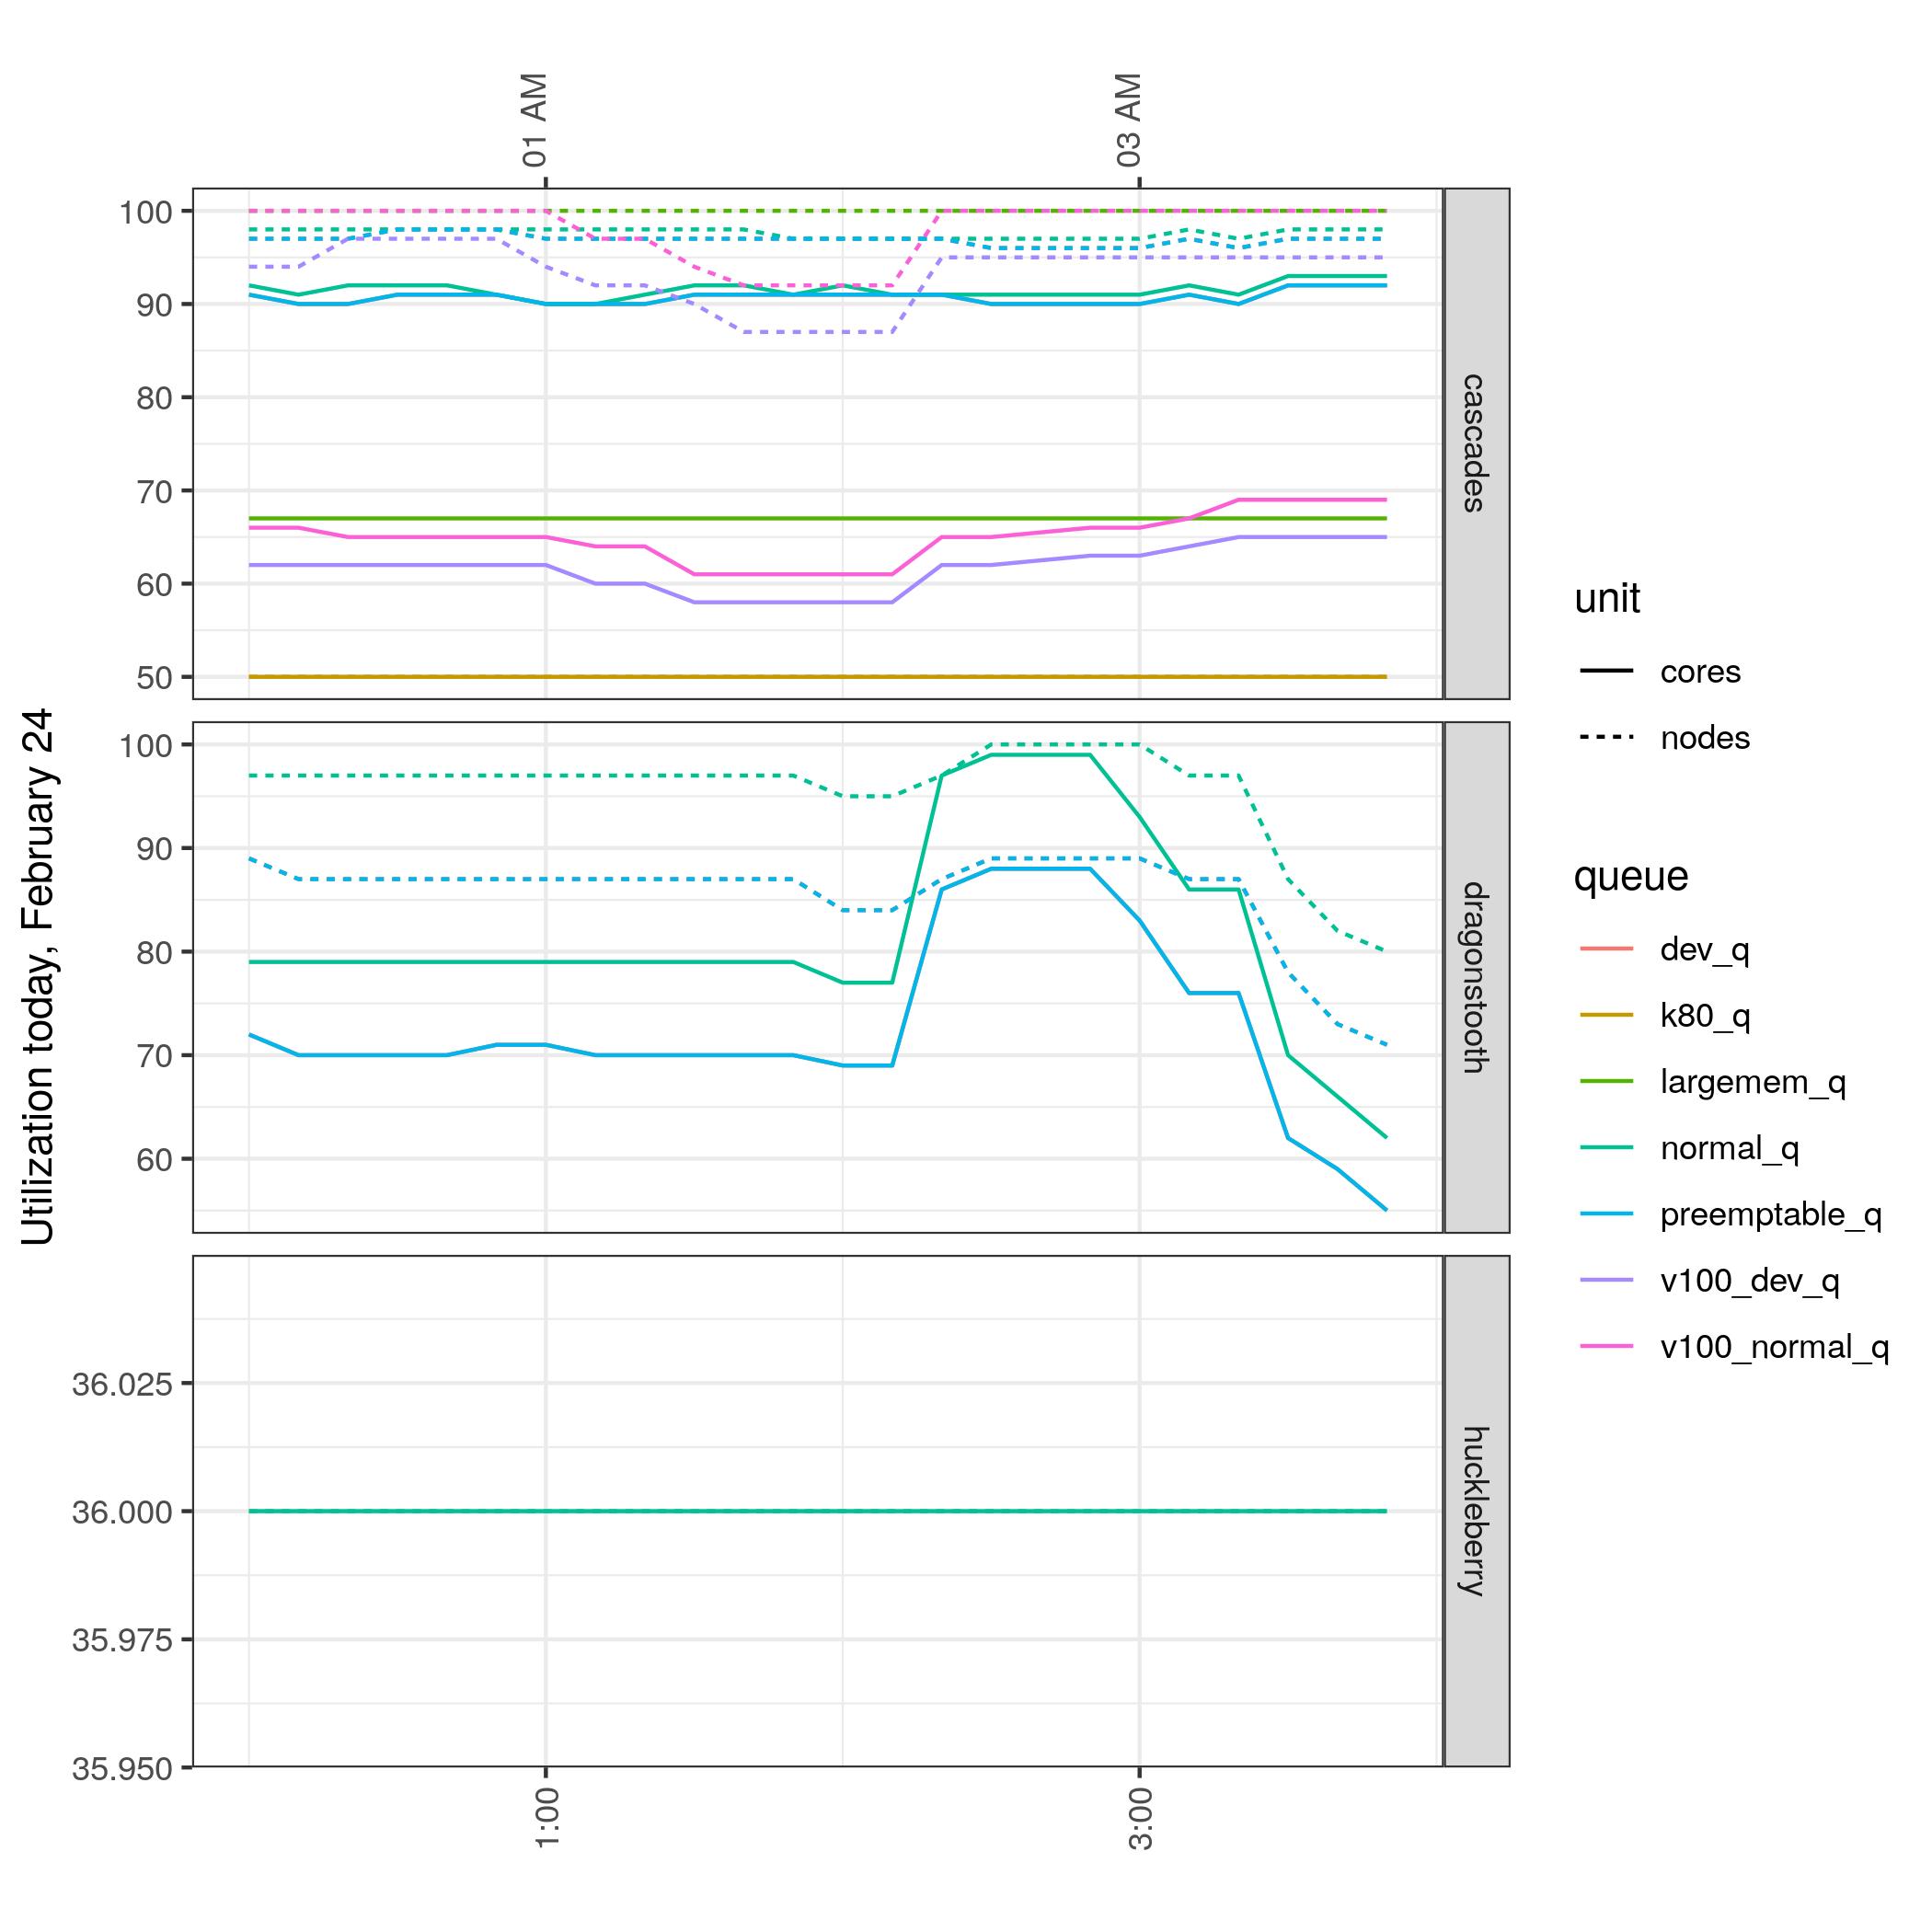 01 AM
03 AM
100
90
80
70
60
50
cascades
100
90
80
70
60
dragonstooth
36.025
36.000
35.975
35.950
huckleberry
1:00
3:00
Utilization today, February 24
unit
cores
nodes
queue
dev_q
k80_q
largemem_q
normal_q
preemptable_q
v100_dev_q
v100_normal_q